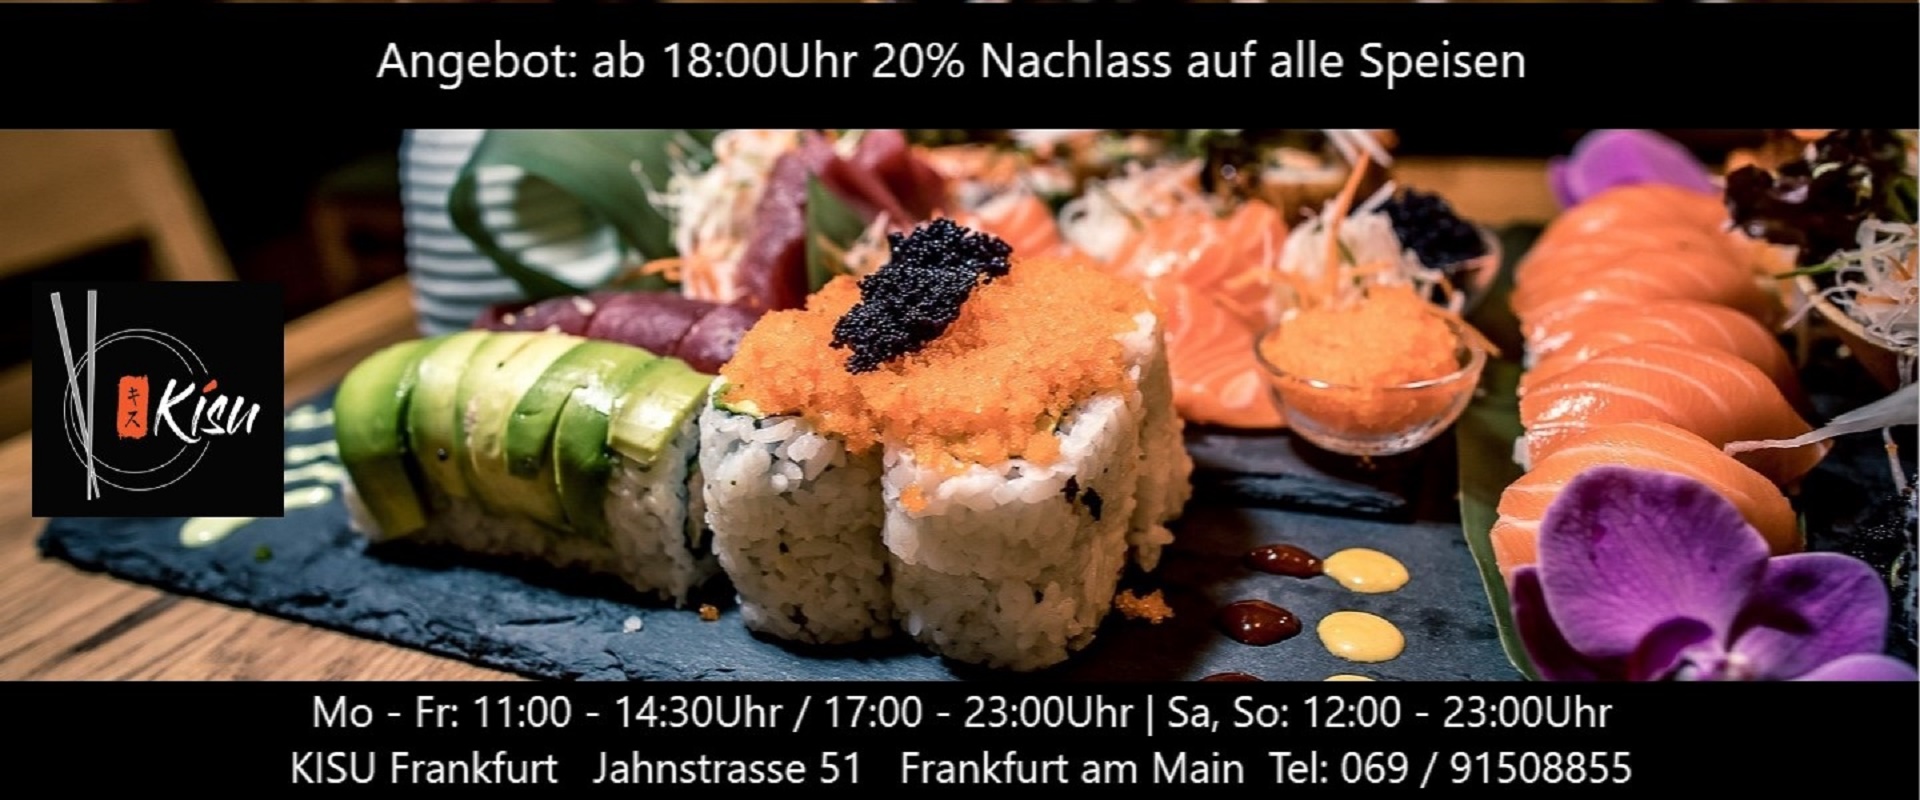 Angebot: ab 18:00Uhr 20% Nachlass auf alle Speisen
キス
Kisu
Mo - Fr: 11:00 - 14:30Uhr / 17:00 - 23:00Uhr | Sa, So: 12:00 - 23:00Uhr
KISU Frankfurt Jahnstrasse 51 Frankfurt am Main Tel: 069 / 91508855